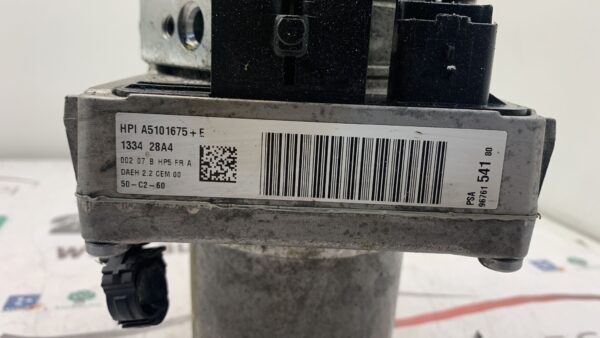 HPI A5101675+E
1334 28A4
002 07 B HP5 FR A
DAEH 2.2 CEM 00
50-C2-60
PSA
96761 541 80